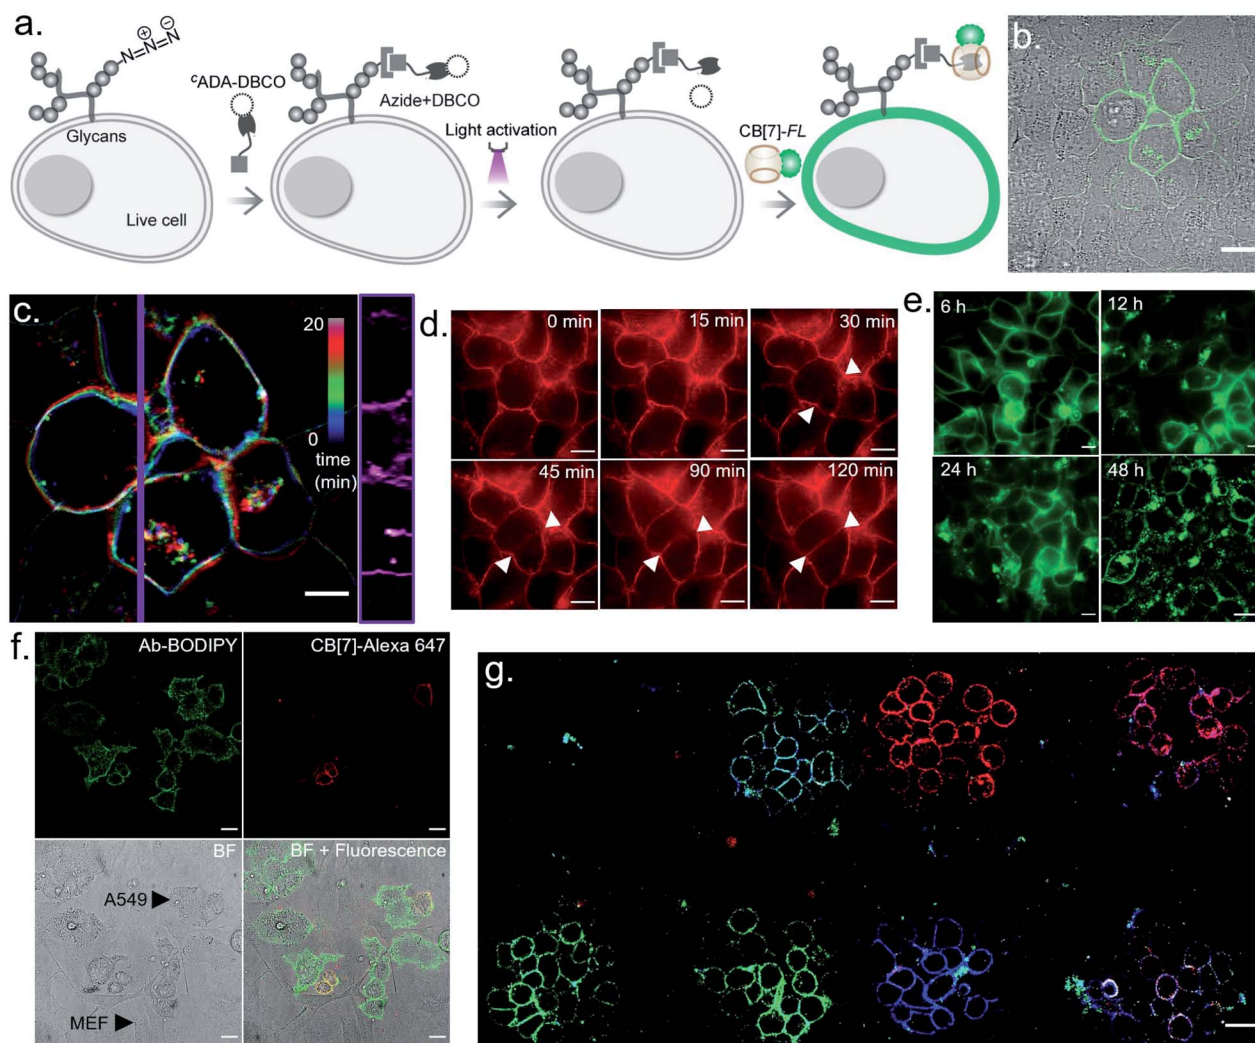 a.
N N N
+ −
ᶜADA-DBCO
Glycans
Live cell
Azide+DBCO
Light activation
CB[7]-FL
b.
c.
20
0
time
(min)
d.
0 min
15 min
30 min
45 min
90 min
120 min
e.
6 h
12 h
24 h
48 h
f.
Ab-BODIPY
CB[7]-Alexa 647
BF
BF + Fluorescence
A549
MEF
g.